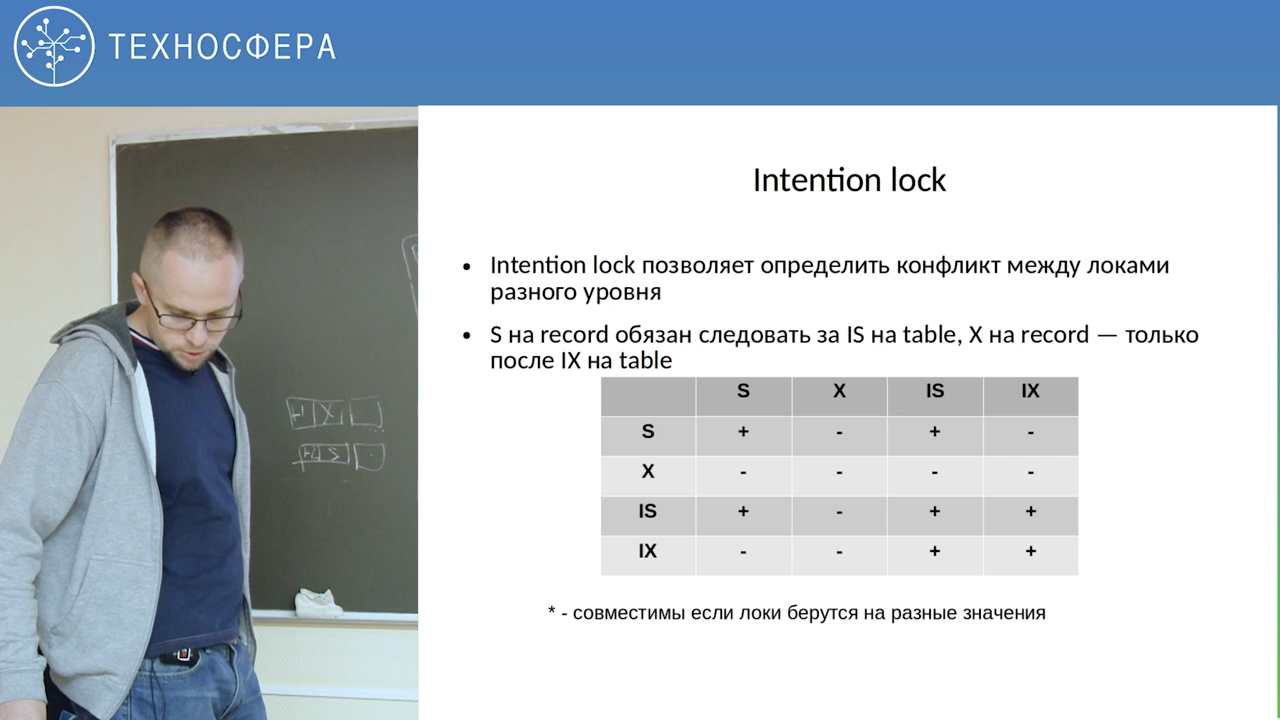 ТЕХНОСФЕРА
Intention lock
• Intention lock позволяет определить конфликт между локами
разного уровня
• S на record обязан следовать за IS на table, X на record — только
после IX на table
S X IS IX
S + - + -
X - - - -
IS + - + +
IX - - + +
* - совместимы если локи берутся на разные значения